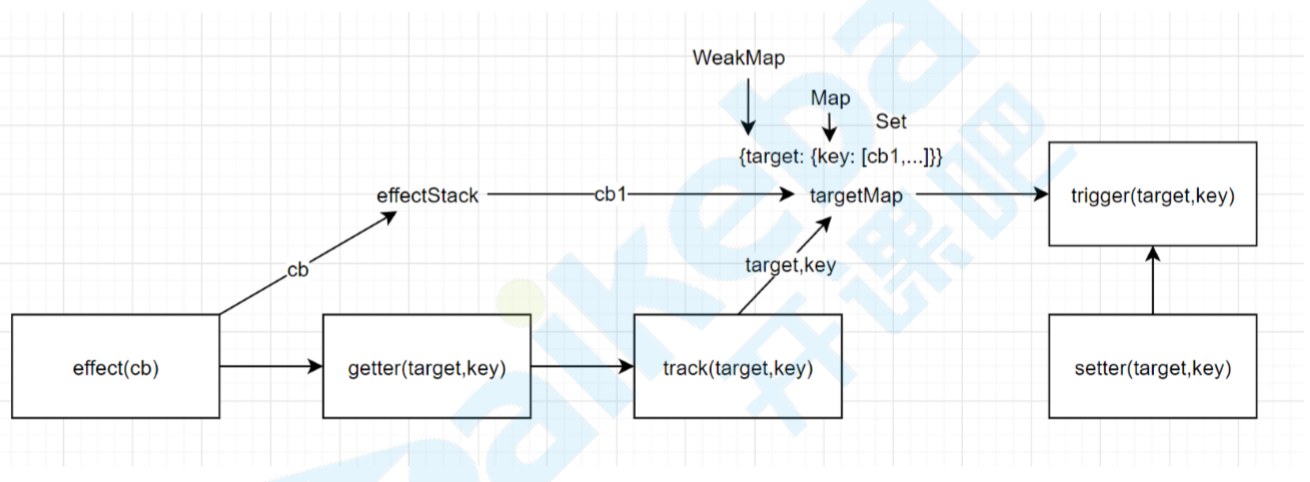 WeakMap
Map
Set
{target: {key: [cb1,...]}}
effectStack
cb1
targetMap
trigger(target,key)
cb
target,key
effect(cb)
getter(target,key)
track(target,key)
setter(target,key)
kaikeba
开课吧